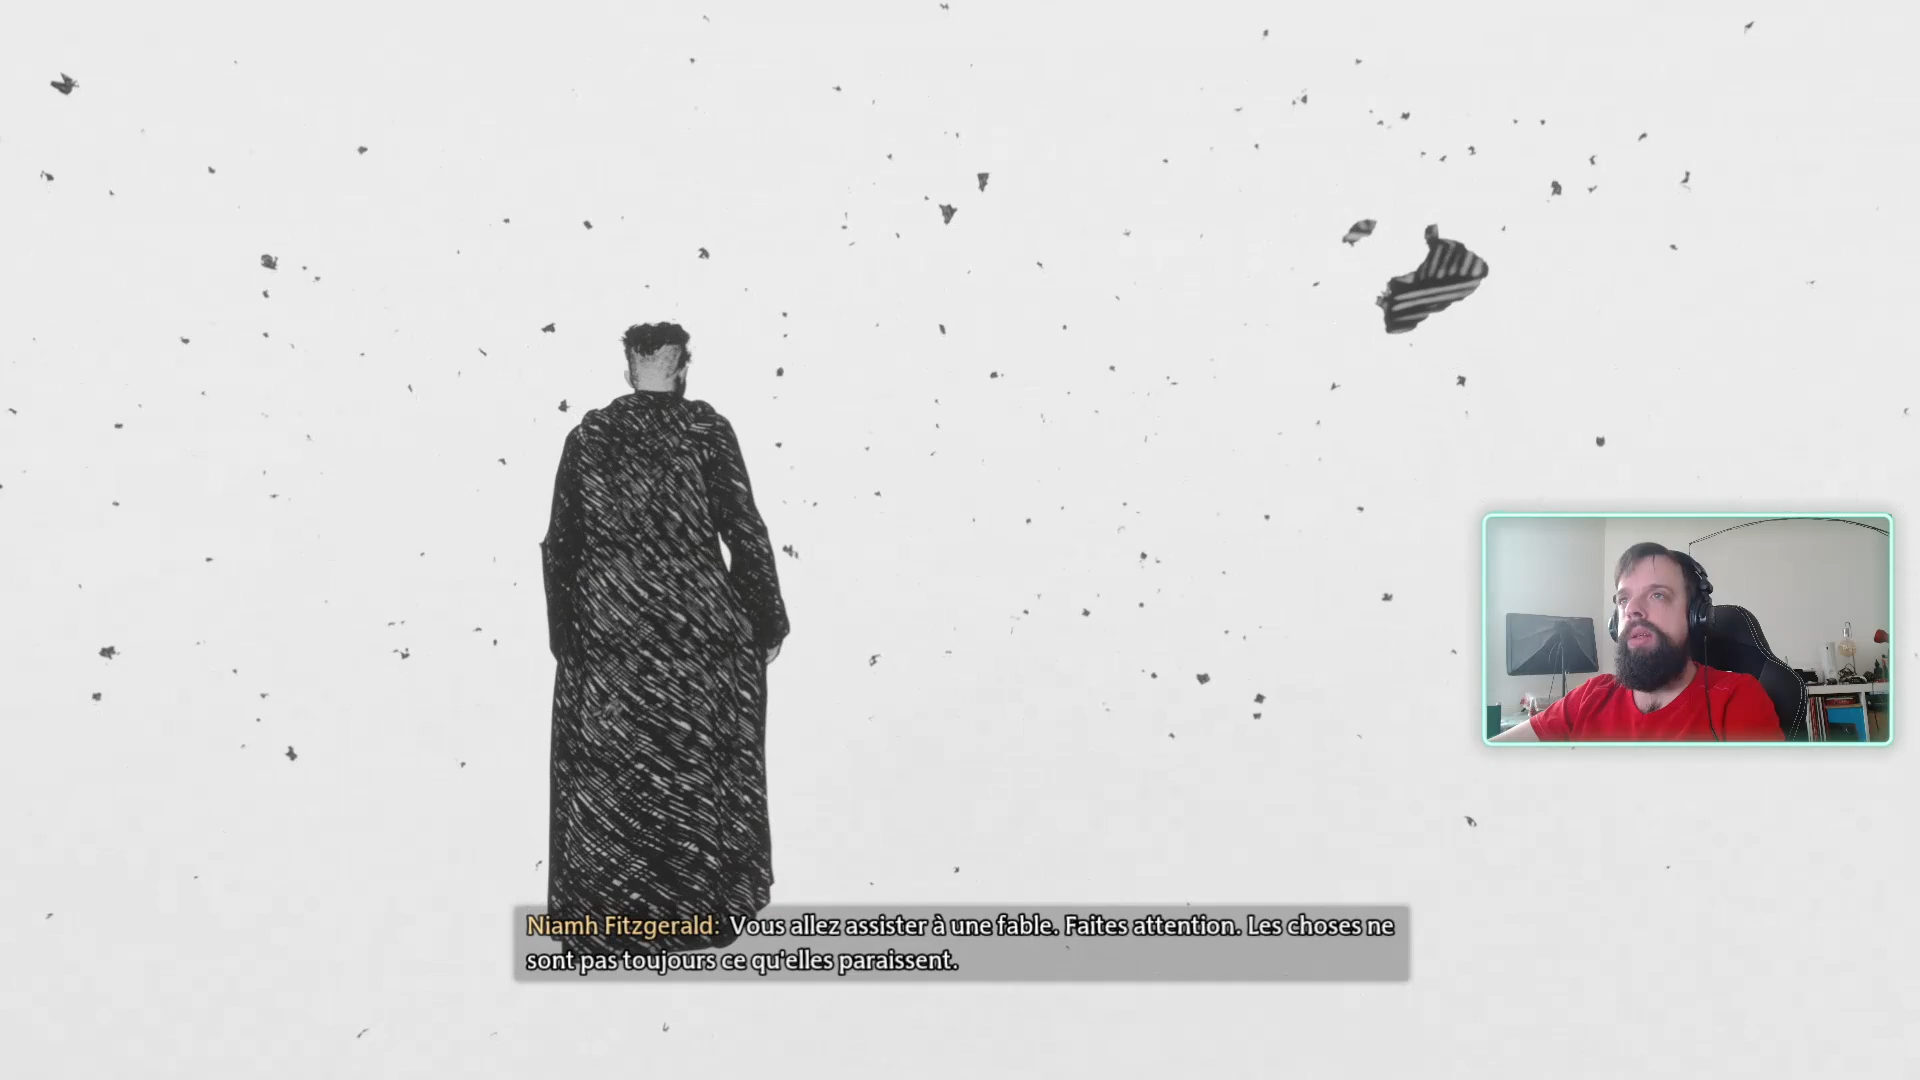 Niamh Fitzgerald: Vous allez assister à une fable. Faites attention. Les choses ne
sont pas toujours ce qu'elles paraissent.